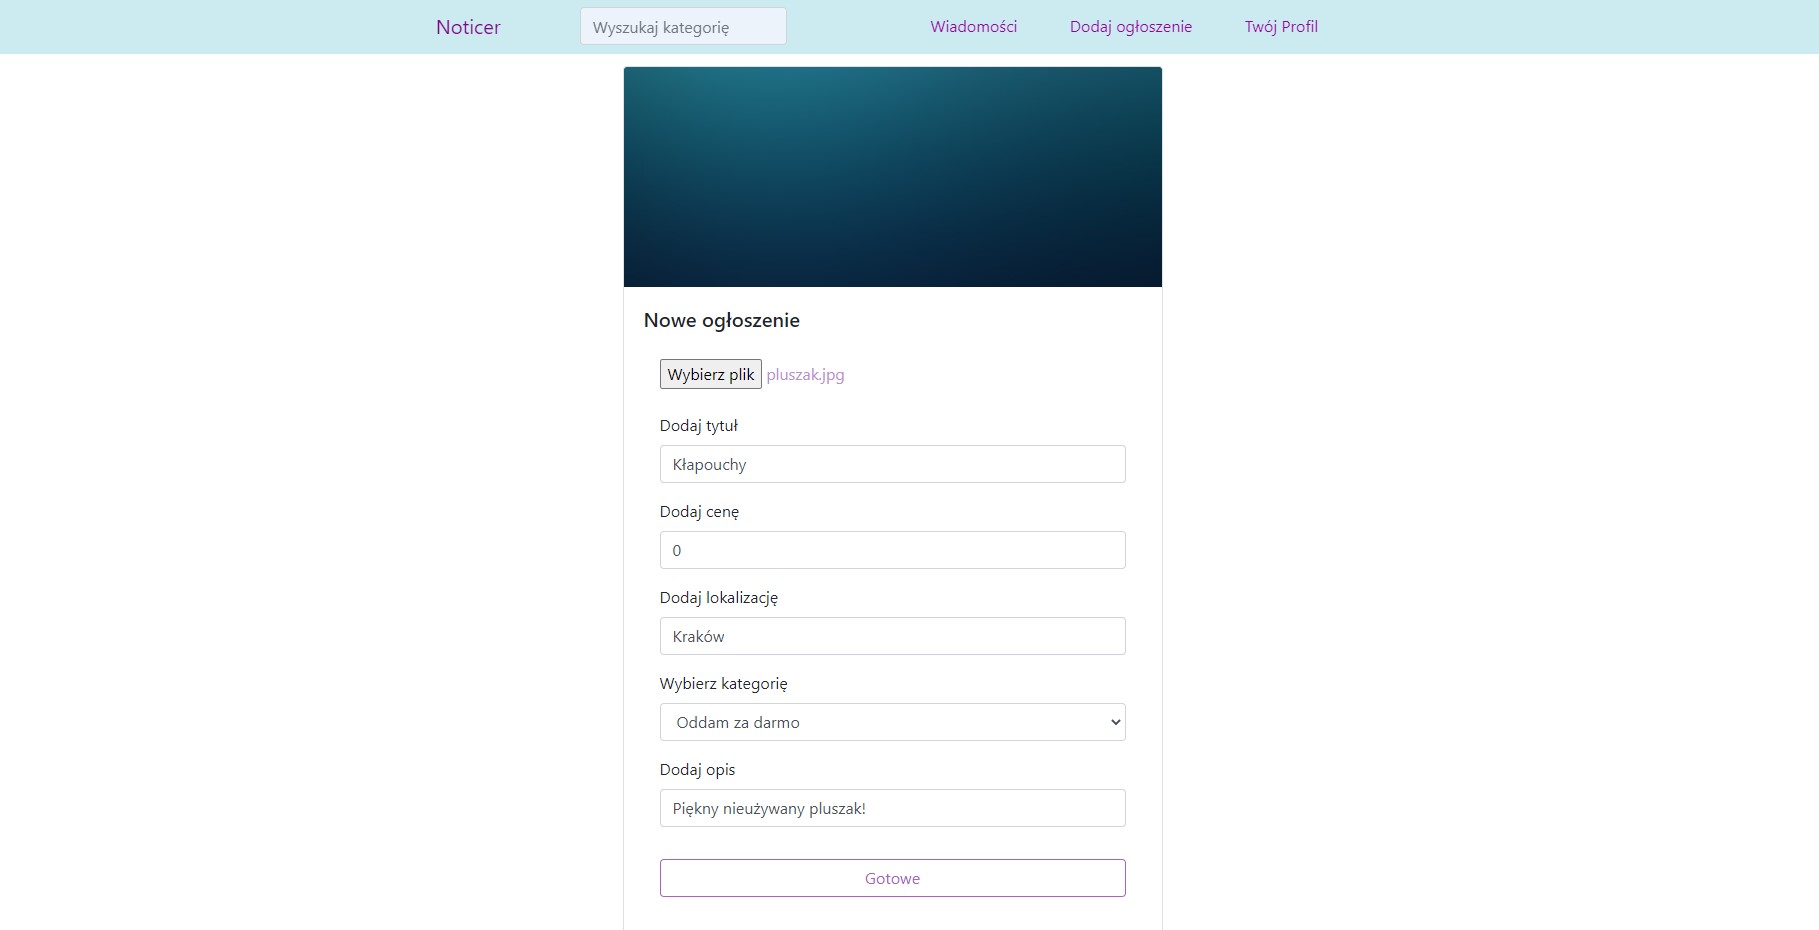 Noticer
Wyszukaj kategorię
Wiadomości
Dodaj ogłoszenie
Twój Profil
Nowe ogłoszenie
Wybierz plik pluszak.jpg
Dodaj tytuł
Kłapouchy
Dodaj cenę
0
Dodaj lokalizację
Kraków
Wybierz kategorię
Oddam za darmo
Dodaj opis
Piękny nieużywany pluszak!
Gotowe